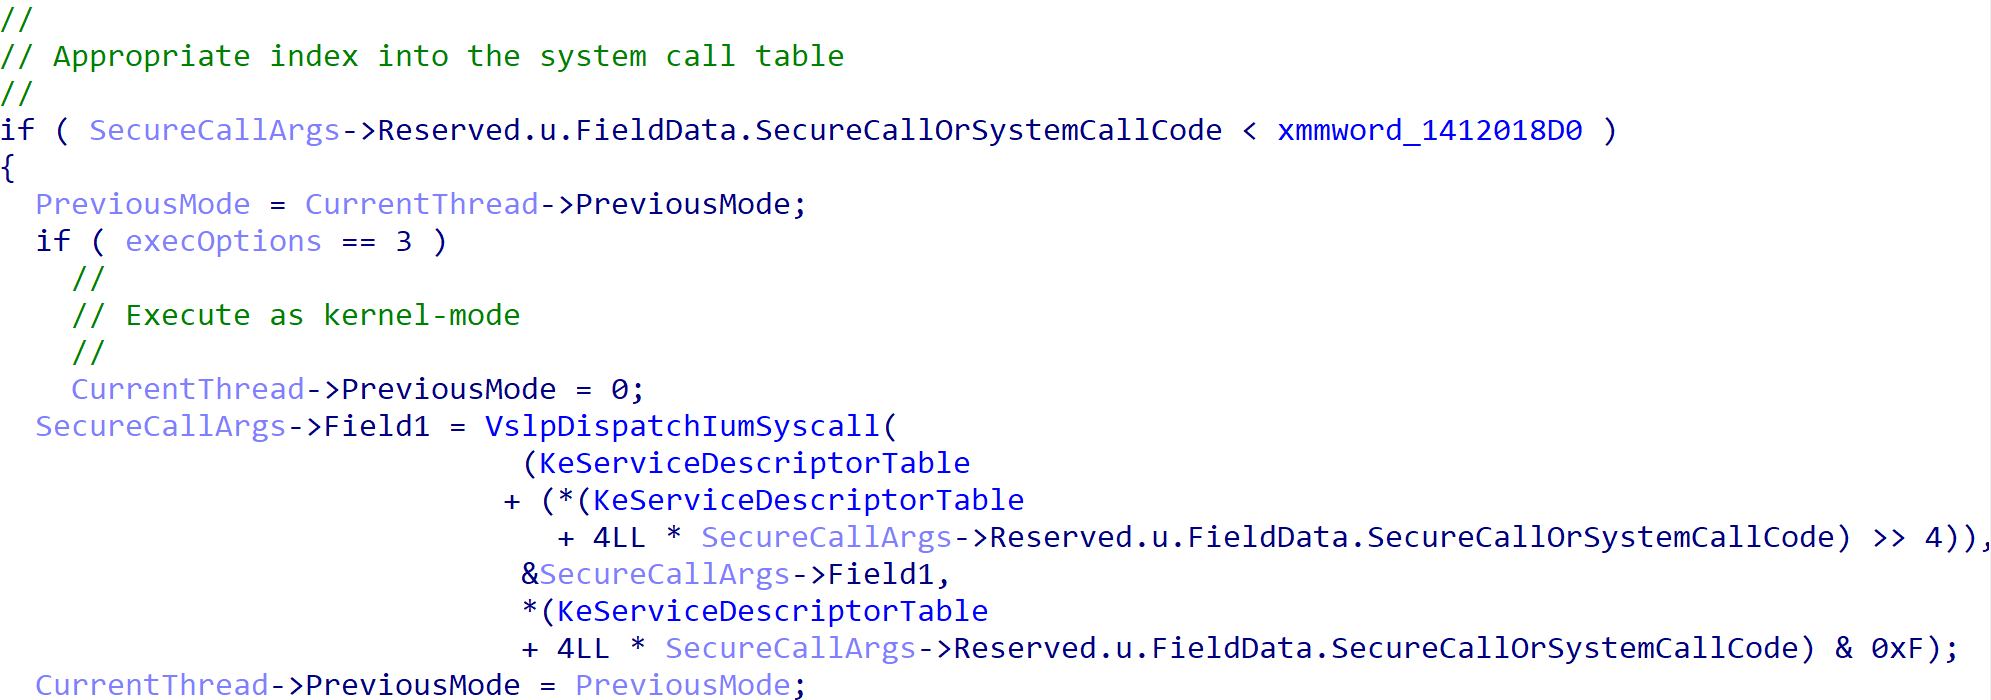 //
// Appropriate index into the system call table
//
if ( SecureCallArgs->Reserved.u.FieldData.SecureCallOrSystemCallCode < xmmword_1412018D0 )
{
  PreviousMode = CurrentThread->PreviousMode;
  if ( execOptions == 3 )
    //
    // Execute as kernel-mode
    //
    CurrentThread->PreviousMode = 0;
  SecureCallArgs->Field1 = VslpDispatchIumSyscall(
                             (KeServiceDescriptorTable
                            + (*(KeServiceDescriptorTable
                               + 4LL * SecureCallArgs->Reserved.u.FieldData.SecureCallOrSystemCallCode) >> 4)),
                             &SecureCallArgs->Field1,
                             *(KeServiceDescriptorTable
                             + 4LL * SecureCallArgs->Reserved.u.FieldData.SecureCallOrSystemCallCode) & 0xF);
  CurrentThread->PreviousMode = PreviousMode;